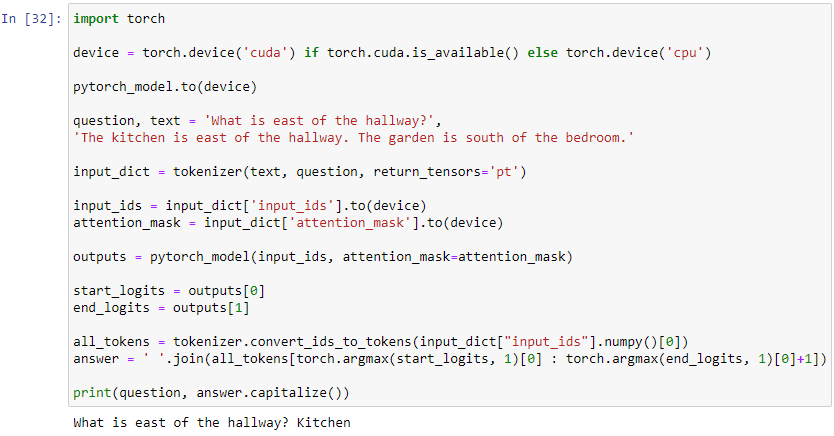 In [32]: import torch
device = torch.device('cuda') if torch.cuda.is_available() else torch.device('cpu')
pytorch_model.to(device)
question, text = 'What is east of the hallway?',
'The kitchen is east of the hallway. The garden is south of the bedroom.'
input_dict = tokenizer(text, question, return_tensors='pt')
input_ids = input_dict['input_ids'].to(device)
attention_mask = input_dict['attention_mask'].to(device)
outputs = pytorch_model(input_ids, attention_mask=attention_mask)
start_logits = outputs[0]
end_logits = outputs[1]
all_tokens = tokenizer.convert_ids_to_tokens(input_dict["input_ids"].numpy()[0])
answer = ' '.join(all_tokens[torch.argmax(start_logits, 1)[0] : torch.argmax(end_logits, 1)[0]+1])
print(question, answer.capitalize())
What is east of the hallway? Kitchen